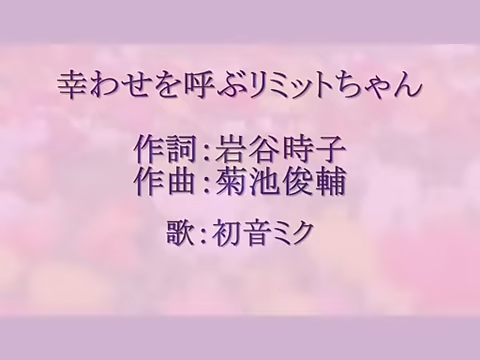 幸わせを呼ぶリミットちゃん
作詞：岩谷時子
作曲：菊池俊輔
歌：初音ミク